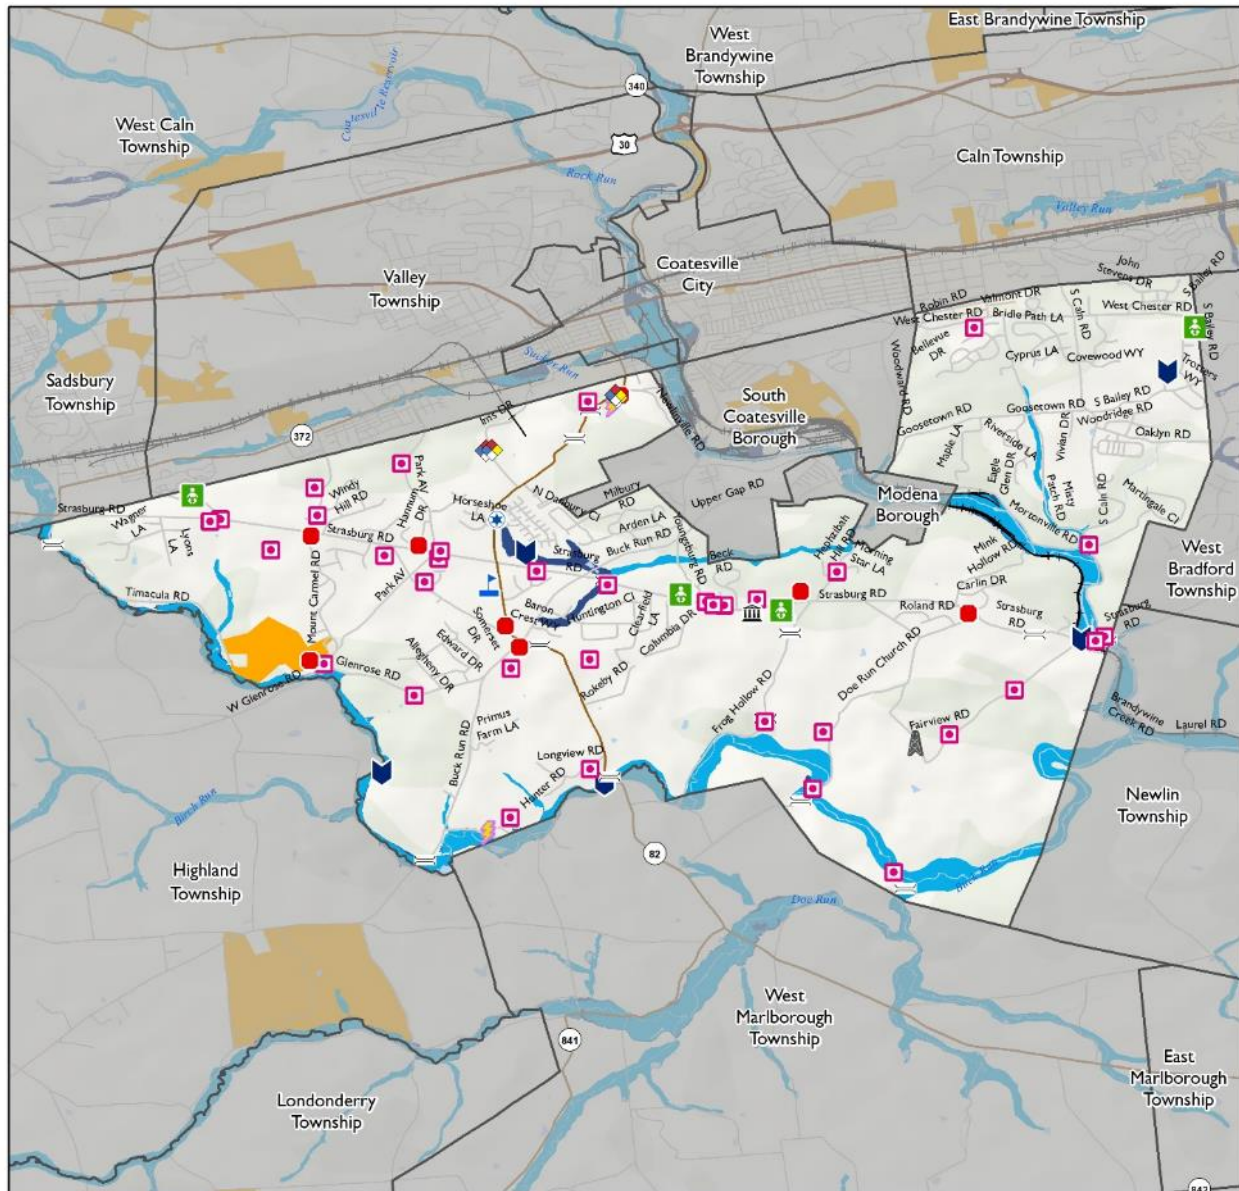 East Brandywine Township
West
Brandywine
Township
340
West Caln
Township
Coatesville Reservoir
30
Caln Township
Rock Run
Valley Run
Valley
Township
Coatesville
City
John
Stevens DR
S Bailey RD
Robin RD
Valmont DR
S Caln RD
West Chester RD
West Chester RD
Bridle Path LA
S Bailey RD
Bellevue
DR
Cyprus LA
Covewood WY
Trotters
WY
Woodward RD
Sucker Run
Sadsbury
Township
South
Coatesville
Borough
Newlinville RD
Iris DR
372
Goosetown RD
Goosetown RD
S Bailey RD
Woodridge RD
Oaklyn RD
Maple LA
Riverside LA
Vivian DR
Eagle
Glen DR
Misty
Patch RD
S Caln RD
Martingale CI
Park AV
Windy
Hill RD
Hannum
DR
Horseshoe
LA
N Danbury CI
Milbury
RD
Upper Gap RD
Modena
Borough
Mortonville RD
Strasburg RD
Wagner
LA
Lyons
LA
Strasburg RD
Arden LA
Buck Run RD
Strasburg
RD
Youngsburg RD
Beck
RD
Hephzibah
Hill RD
Morning
Star LA
Mink
Hollow RD
Carlin DR
West
Bradford
Township
Timacula RD
Mount Carmel RD
Park AV
Baron
Crest WY
Huntington CI
Clearfield
LA
Columbia DR
Strasburg RD
Roland RD
Strasburg
RD
Strasburg
RD
Somerset
DR
Edward DR
Allegheny DR
Glenrose RD
W Glenrose RD
Rokeby RD
Doe Run Church RD
Frog Hollow RD
Primus
Farm LA
Buck Run RD
Fairview RD
Brandywine
Creek RD
Laurel RD
Longview RD
Hunter RD
Birch Run
Newlin
Township
Highland
Township
82
Buck Run
Doe Run
West
Marlborough
Township
841
East
Marlborough
Township
Londonderry
Township
842